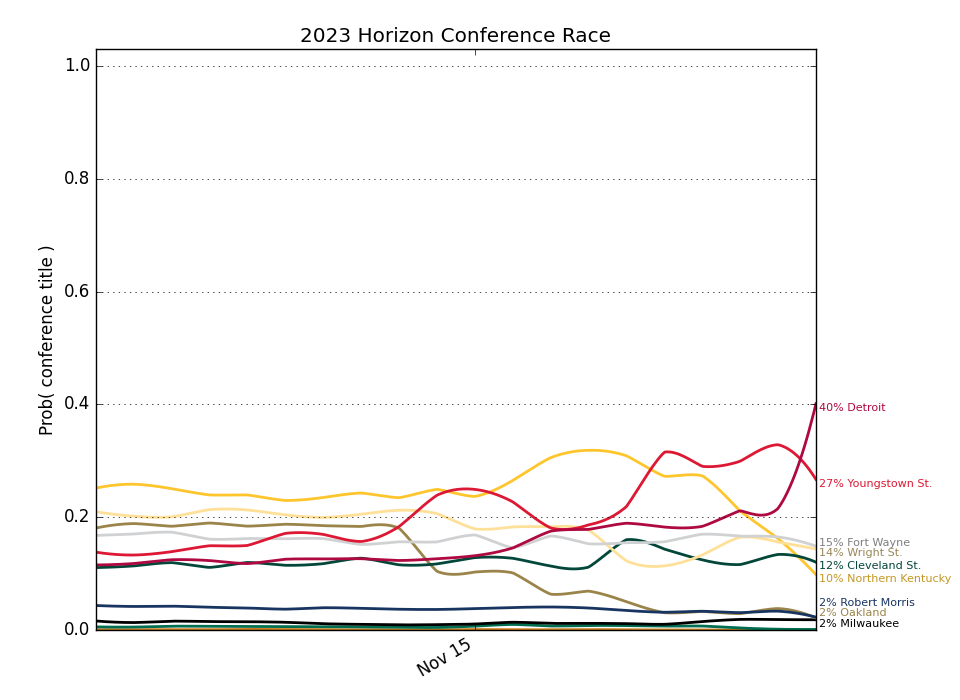 2023 Horizon Conference Race
1.0
0.8
0.6
0.4
0.2
0.0
Prob( conference title )
Nov 15
40% Detroit
27% Youngstown St.
15% Fort Wayne
14% Wright St.
12% Cleveland St.
10% Northern Kentucky
2% Robert Morris
2% Oakland
2% Milwaukee